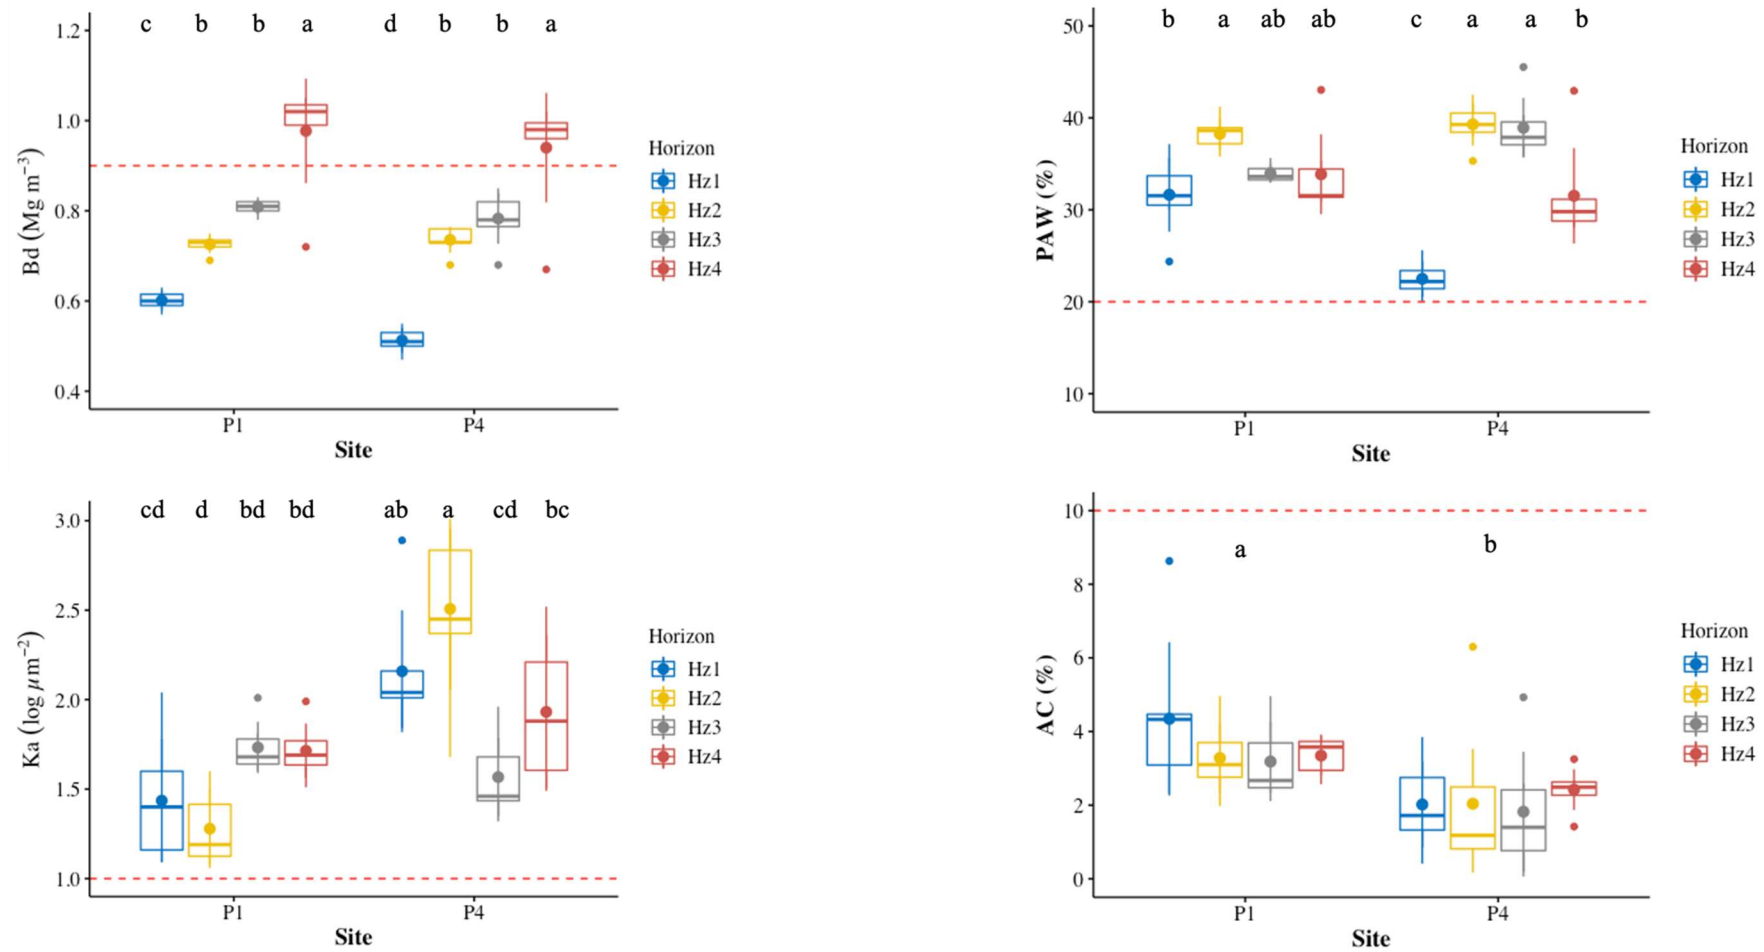 c b b a d b b a
1.2
1.0
0.8
0.6
0.4
Bd (Mg m⁻³)
P1 P4
Site
Horizon
Hz1
Hz2
Hz3
Hz4
b a ab ab c a a b
50
40
30
20
10
PAW (%)
P1 P4
Site
Horizon
Hz1
Hz2
Hz3
Hz4
cd d bd bd ab a cd bc
3.0
2.5
2.0
1.5
1.0
Ka (log μm⁻²)
P1 P4
Site
Horizon
Hz1
Hz2
Hz3
Hz4
a b
10
8
6
4
2
0
AC (%)
P1 P4
Site
Horizon
Hz1
Hz2
Hz3
Hz4